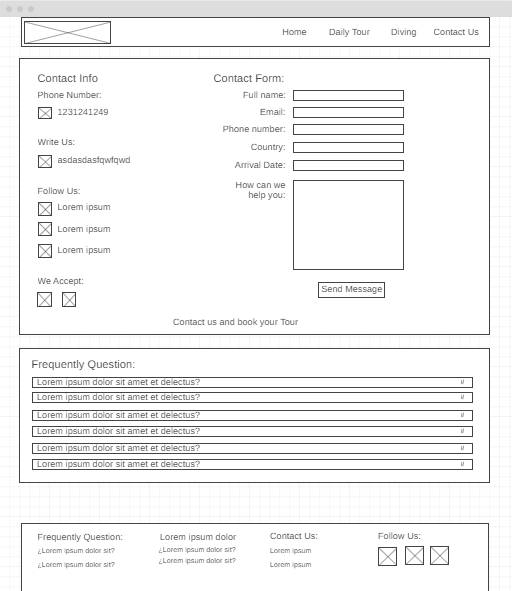 Home Daily Tour Diving Contact Us
Contact Info
Phone Number:
1231241249
Write Us:
asdasdasfqwfqwd
Follow Us:
Lorem ipsum
Lorem ipsum
Lorem ipsum
We Accept:
Contact Form:
Full name:
Email:
Phone number:
Country:
Arrival Date:
How can we
help you:
Send Message
Contact us and book your Tour
Frequently Question:
Lorem ipsum dolor sit amet et delectus? #
Lorem ipsum dolor sit amet et delectus? #
Lorem ipsum dolor sit amet et delectus? #
Lorem ipsum dolor sit amet et delectus? #
Lorem ipsum dolor sit amet et delectus? #
Lorem ipsum dolor sit amet et delectus? #
Frequently Question:
¿Lorem ipsum dolor sit?
¿Lorem ipsum dolor sit?
Lorem ipsum dolor
¿Lorem ipsum dolor sit?
¿Lorem ipsum dolor sit?
Contact Us:
Lorem ipsum
Lorem ipsum
Follow Us: